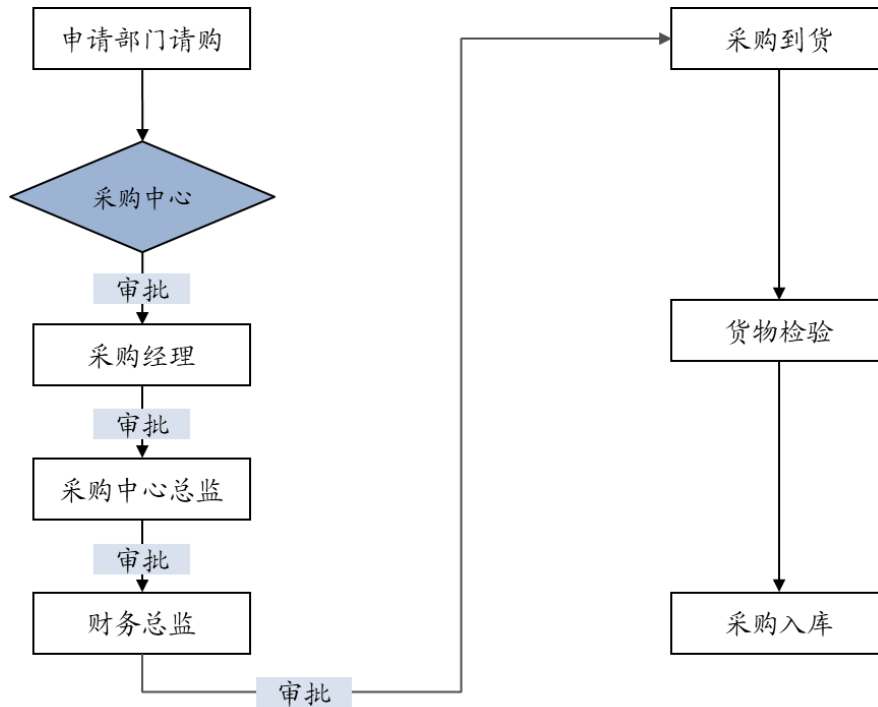 申请部门请购
采购中心
审批
采购经理
审批
采购中心总监
审批
财务总监
审批
采购到货
货物检验
采购入库